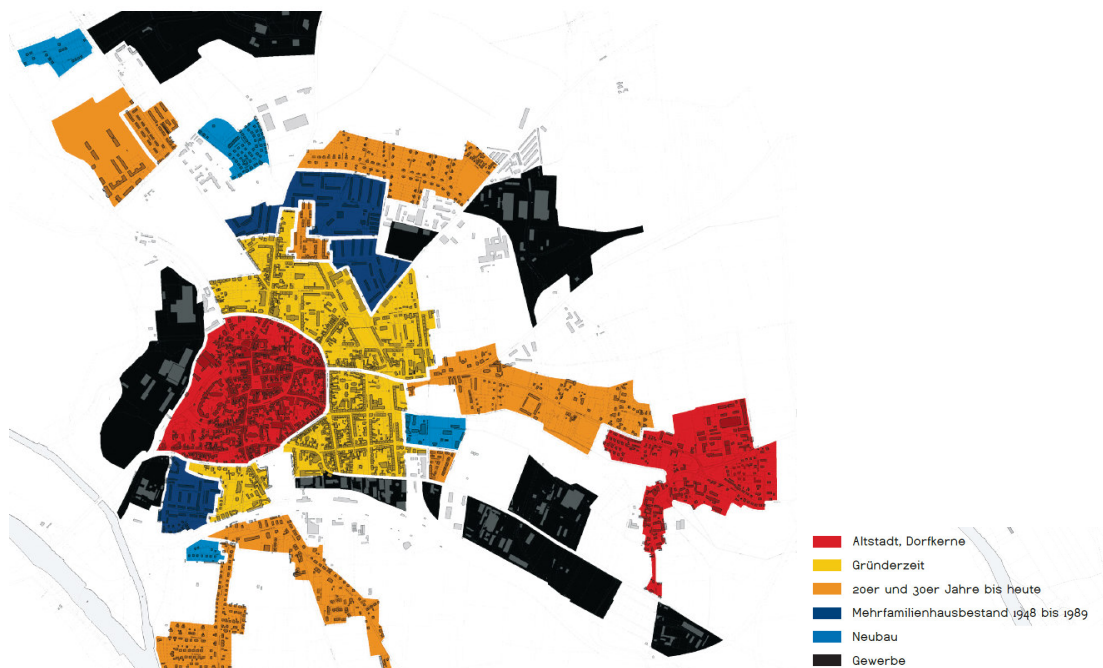 Altstadt, Dorfkerne
Gründerzeit
20er und 30er Jahre bis heute
Mehrfamilienhausbestand 1948 bis 1989
Neubau
Gewerbe